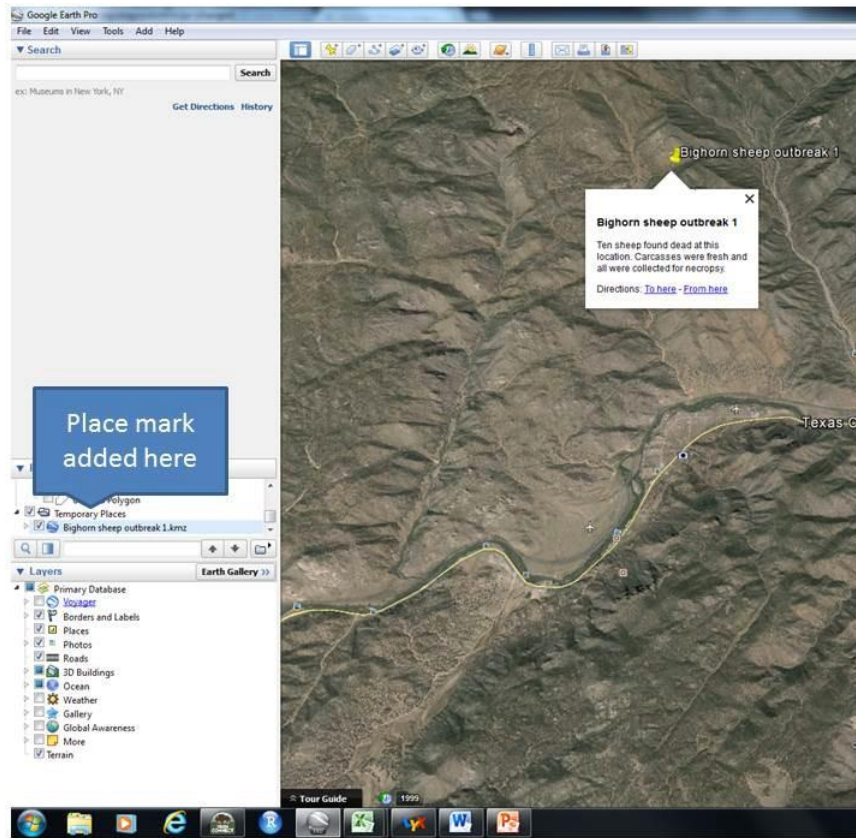 Google Earth Pro
File Edit View Tools Add Help
▼ Search
Search
ex: Museums in New York, NY
Get Directions History
Bighorn sheep outbreak 1
Bighorn sheep outbreak 1
Ten sheep found dead at this
location. Carcasses were fresh and
all were collected for necropsy.
Directions: To here - From here
Texas C
Place mark
added here
Polygon
Temporary Places
Bighorn sheep outbreak 1.kmz
▼ Layers
Earth Gallery »
Primary Database
Voyager
Borders and Labels
Places
Photos
Roads
3D Buildings
Ocean
Weather
Gallery
Global Awareness
More
Terrain
Tour Guide
1999